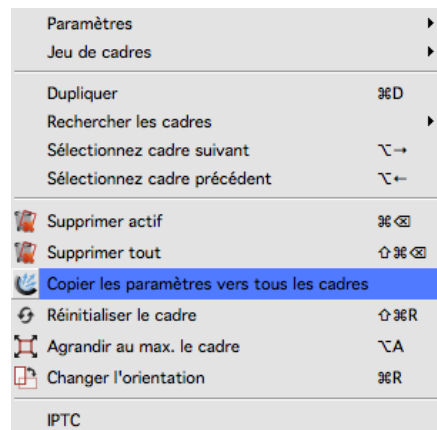 Paramètres
Jeu de cadres
Dupliquer ⌘D
Rechercher les cadres
Sélectionnez cadre suivant ⌥→
Sélectionnez cadre précédent ⌥←
Supprimer actif ⌘⌫
Supprimer tout ⇧⌘⌫
Copier les paramètres vers tous les cadres
Réinitialiser le cadre ⇧⌘R
Agrandir au max. le cadre ⌥A
Changer l'orientation ⌘R
IPTC